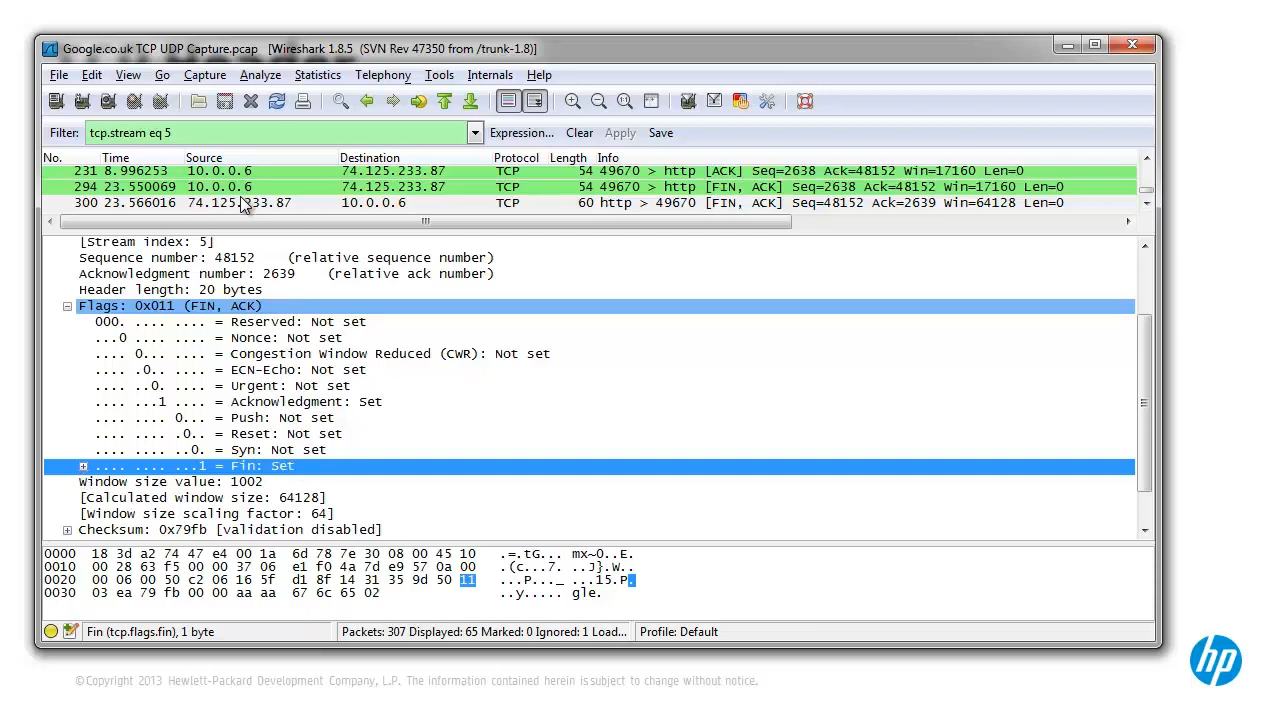 Google.co.uk TCP UDP Capture.pcap [Wireshark 1.8.5 (SVN Rev 47350 from /trunk-1.8)]
File Edit View Go Capture Analyze Statistics Telephony Tools Internals Help
Filter: tcp.stream eq 5 Expression... Clear Apply Save
No. Time Source Destination Protocol Length Info
231 8.996253 10.0.0.6 74.125.233.87 TCP 54 49670 > http [ACK] Seq=2638 Ack=48152 Win=17160 Len=0
294 23.550069 10.0.0.6 74.125.233.87 TCP 54 49670 > http [FIN, ACK] Seq=2638 Ack=48152 Win=17160 Len=0
300 23.566016 74.125.233.87 10.0.0.6 TCP 60 http > 49670 [FIN, ACK] Seq=48152 Ack=2639 Win=64128 Len=0
[Stream index: 5]
Sequence number: 48152 (relative sequence number)
Acknowledgment number: 2639 (relative ack number)
Header length: 20 bytes
Flags: 0x011 (FIN, ACK)
000. .... .... = Reserved: Not set
...0 .... .... = Nonce: Not set
.... 0... .... = Congestion Window Reduced (CWR): Not set
.... .0.. .... = ECN-Echo: Not set
.... ..0. .... = Urgent: Not set
.... ...1 .... = Acknowledgment: Set
.... .... 0... = Push: Not set
.... .... .0.. = Reset: Not set
.... .... ..0. = Syn: Not set
.... .... ...1 = Fin: Set
Window size value: 1002
[Calculated window size: 64128]
[Window size scaling factor: 64]
Checksum: 0x79fb [validation disabled]
0000 18 3d a2 74 47 e4 00 1a 6d 78 7e 30 08 00 45 10 .=.tG... mx~0..E.
0010 00 28 63 f5 00 00 37 06 e1 f0 4a 7d e9 57 0a 00 .(c...7. ..J}.W..
0020 00 06 00 50 c2 06 16 5f d1 8f 14 31 35 9d 50 11 ...P..._ ...15.P.
0030 03 ea 79 fb 00 00 aa aa 67 6c 65 02 ..y..... gle.
Fin (tcp.flags.fin), 1 byte Packets: 307 Displayed: 65 Marked: 0 Ignored: 1 Load... Profile: Default
hp
©Copyright 2013 Hewlett-Packard Development Company, L.P. The information contained herein is subject to change without notice.